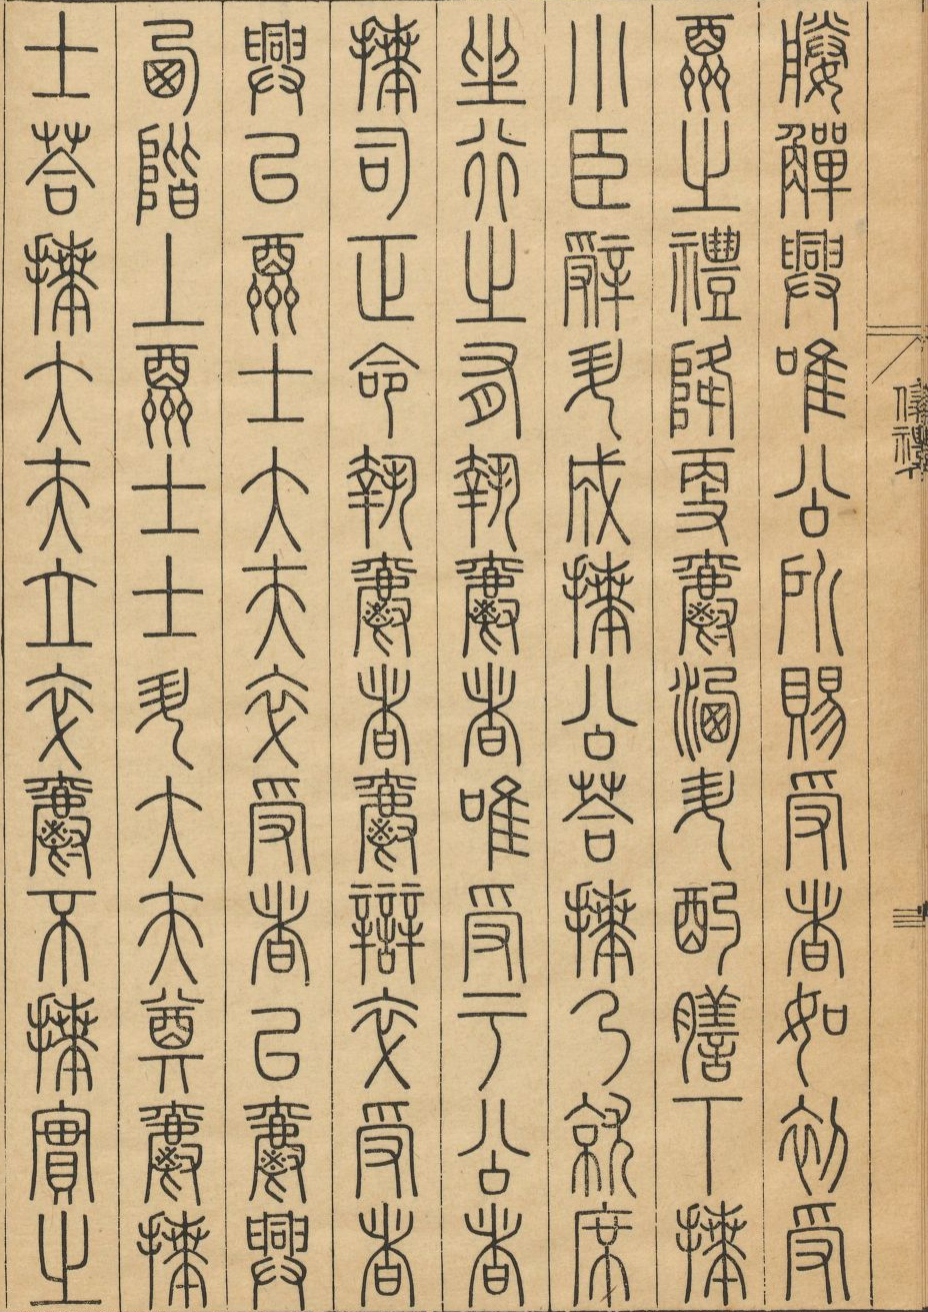 媵觶興唯公所賜受者如初受
酬之禮降更爵洒升酌膳下拜
小臣辭升成拜公荅拜乃就席
坐行之有執爵者唯受于公者
拜司正命執爵者爵辯卒受者
興以酬士大夫卒受者以爵興
西階上酬士士升大夫奠爵拜
士荅拜大夫立卒爵不拜實之
儀禮